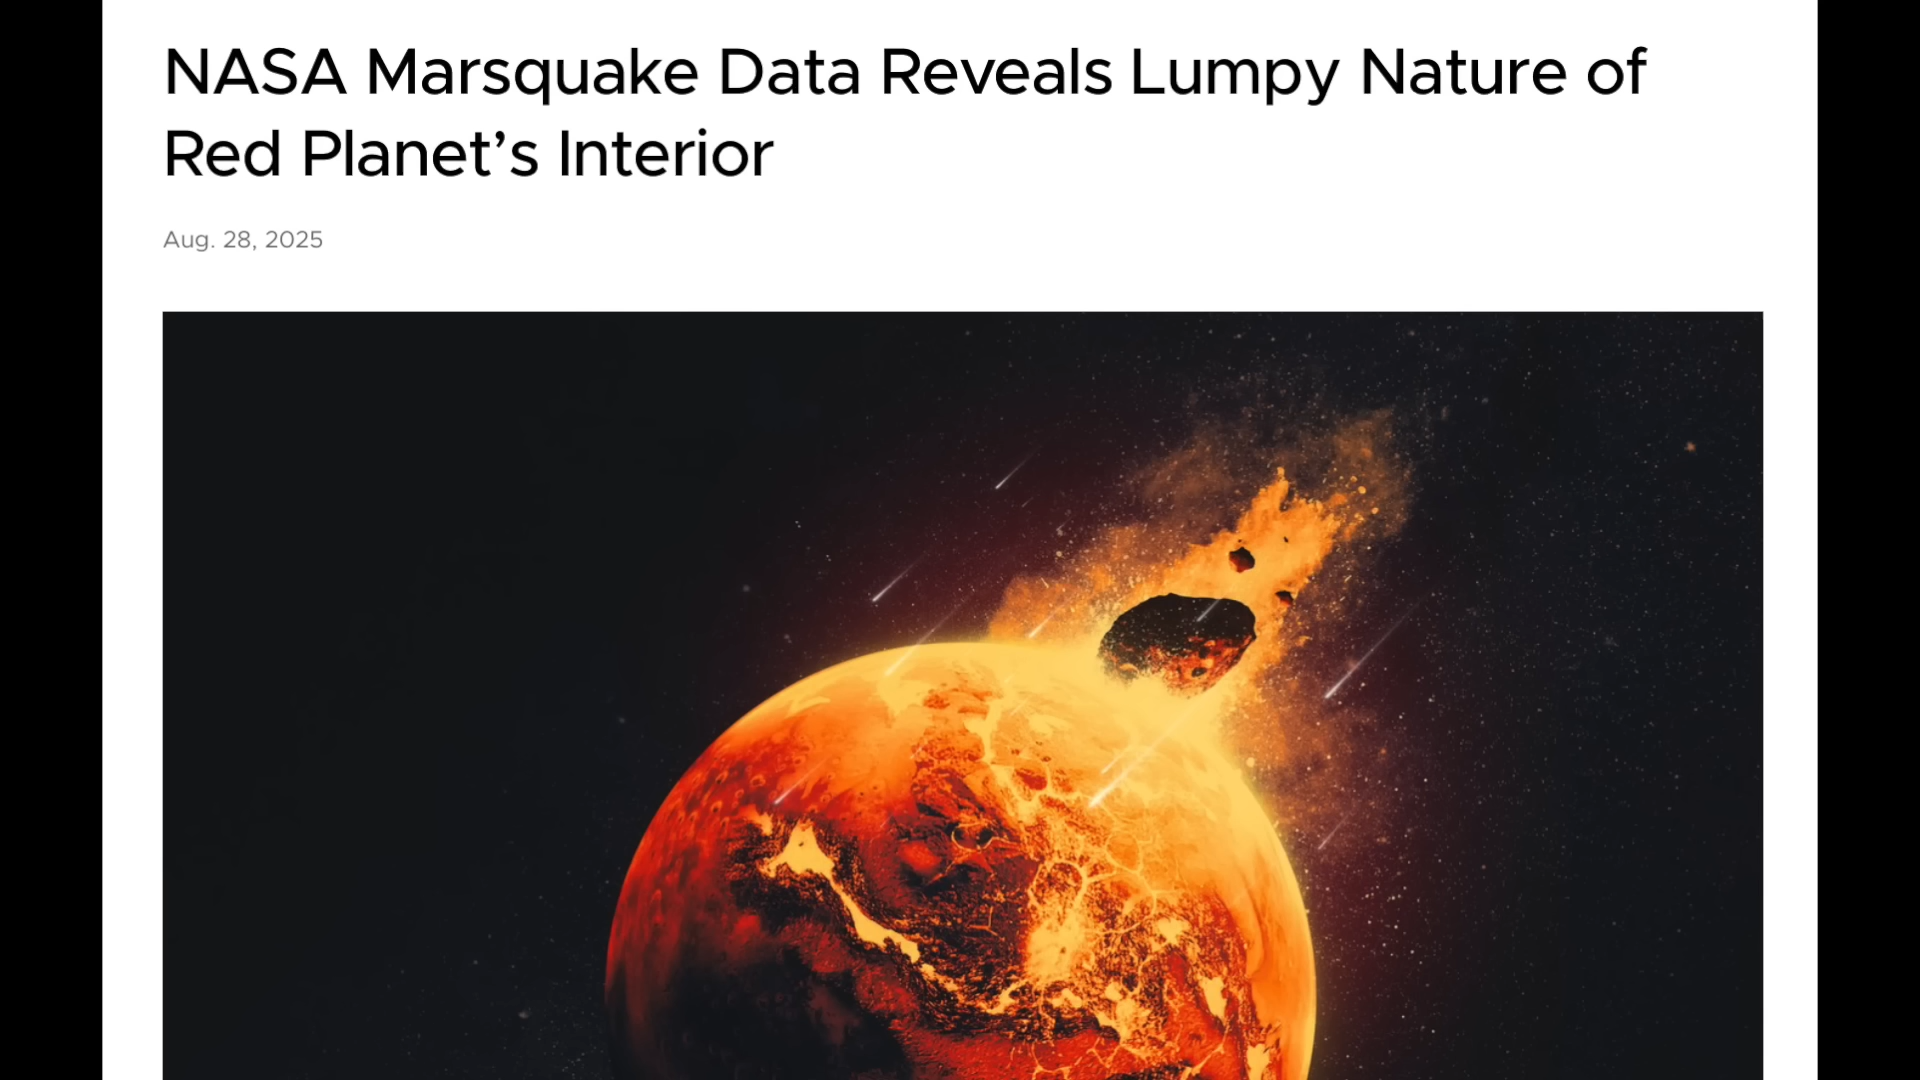 NASA Marsquake Data Reveals Lumpy Nature of
Red Planet’s Interior
Aug. 28, 2025